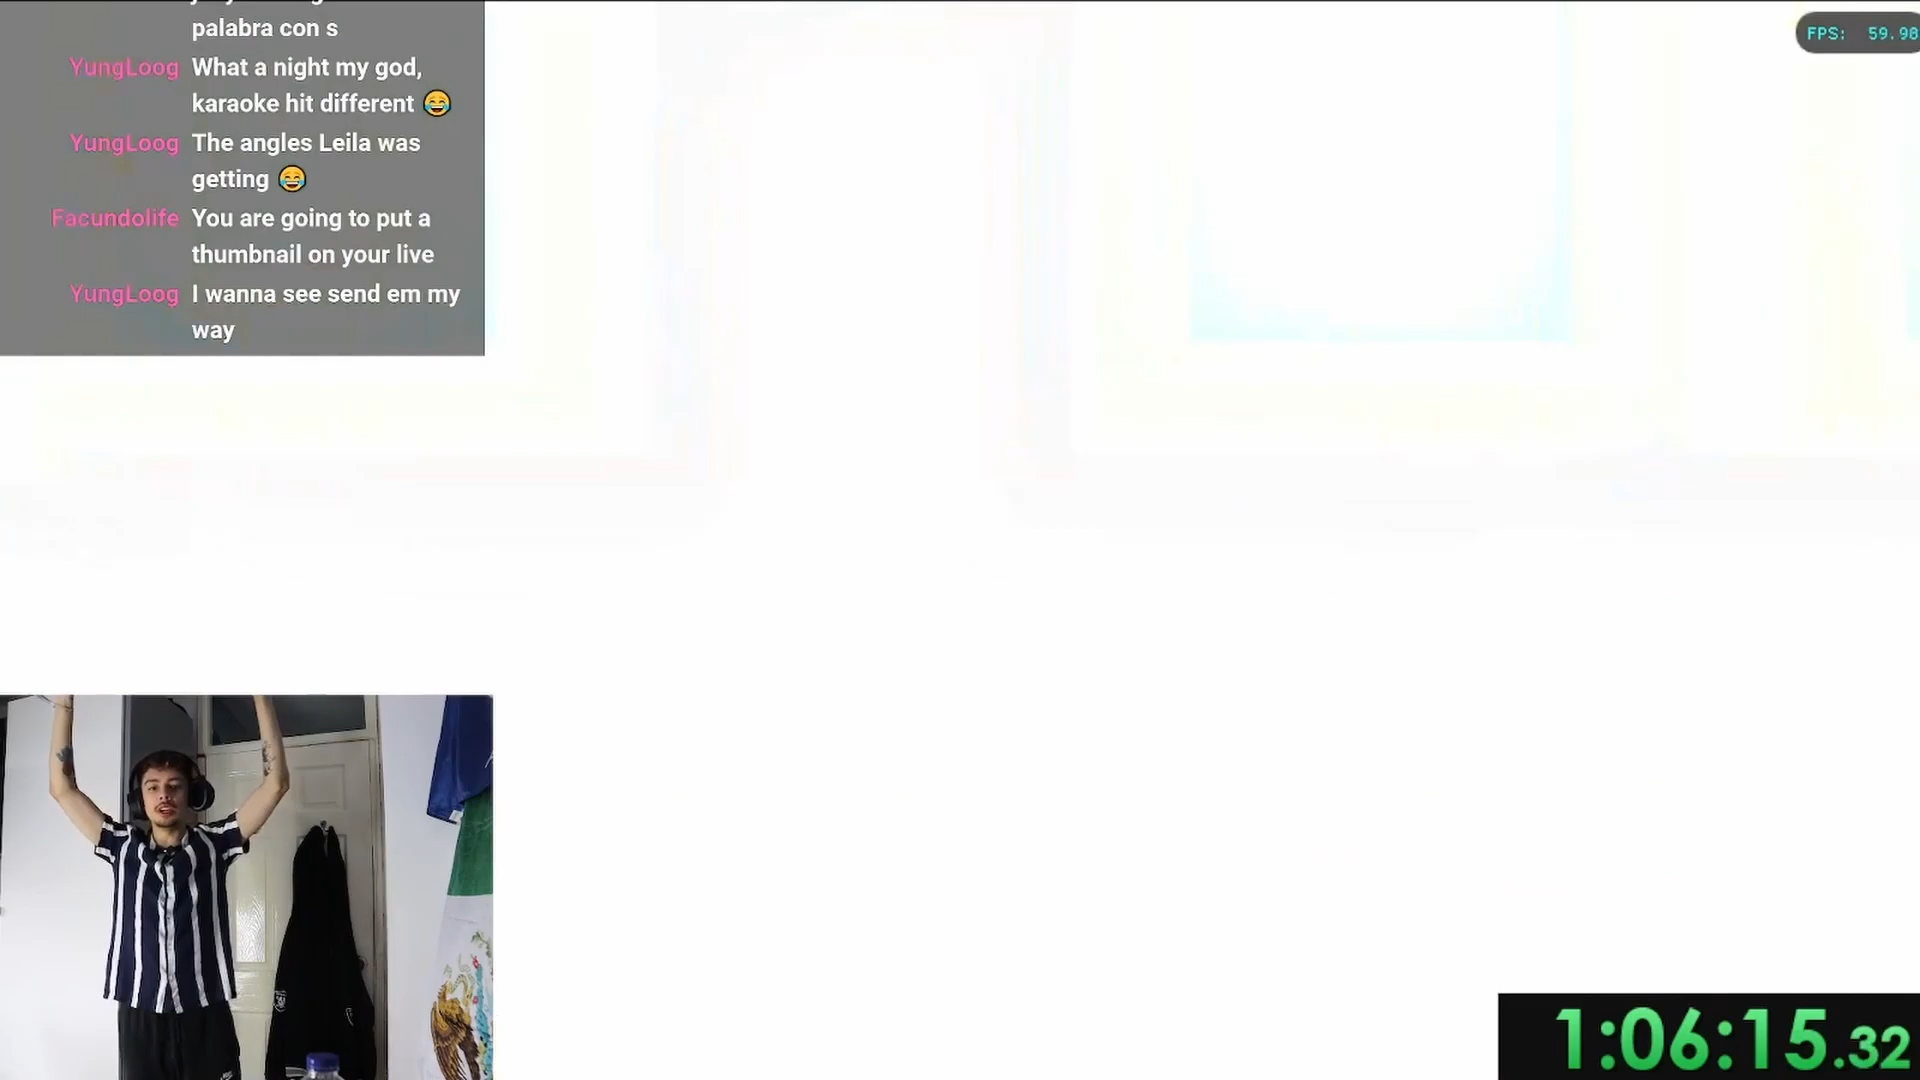 palabra con s
YungLoog What a night my god,
karaoke hit different 😂
YungLoog The angles Leila was
getting 😂
Facundolife You are going to put a
thumbnail on your live
YungLoog I wanna see send em my
way
FPS: 59.98
1:06:15.32